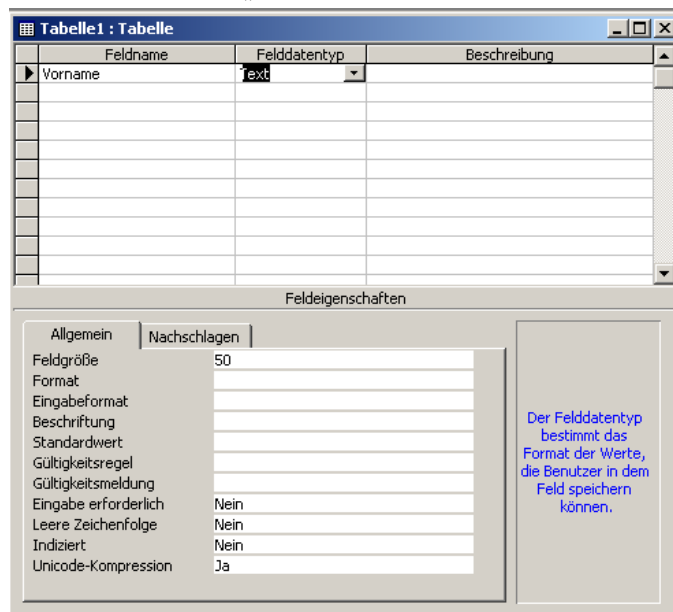 Tabelle1 : Tabelle
Feldname Felddatentyp Beschreibung
Vorname Text
Feldeigenschaften
Allgemein Nachschlagen
Feldgröße 50
Format
Eingabeformat
Beschriftung
Standardwert
Gültigkeitsregel
Gültigkeitsmeldung
Eingabe erforderlich Nein
Leere Zeichenfolge Nein
Indiziert Nein
Unicode-Kompression Ja
Der Felddatentyp
bestimmt das
Format der Werte,
die Benutzer in dem
Feld speichern
können.